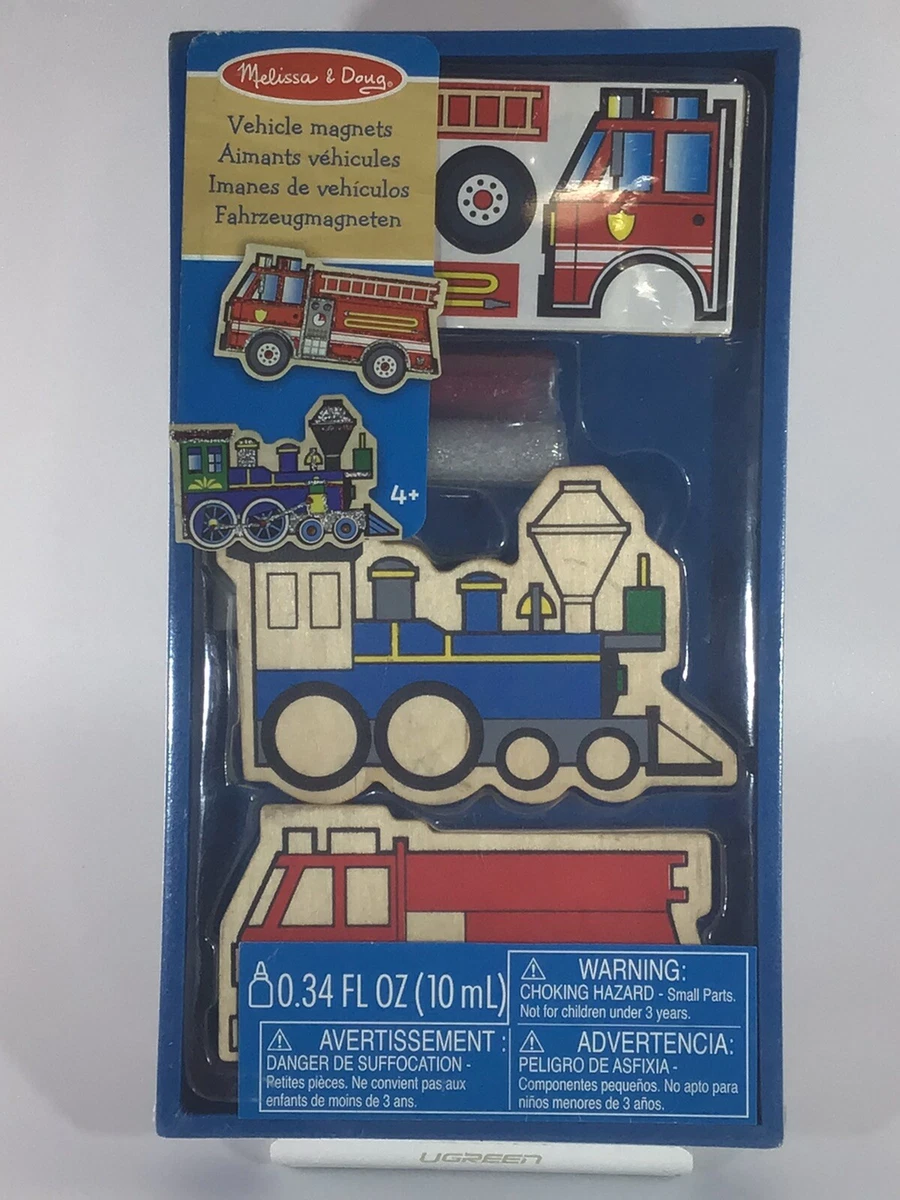 Melissa & Doug®
Vehicle magnets
Aimants véhicules
Imanes de vehículos
Fahrzeugmagneten
4+
0.34 FL OZ (10 mL)
⚠ WARNING:
CHOKING HAZARD - Small Parts.
Not for children under 3 years.
⚠ AVERTISSEMENT :
DANGER DE SUFFOCATION -
Petites pièces. Ne convient pas aux
enfants de moins de 3 ans.
⚠ ADVERTENCIA:
PELIGRO DE ASFIXIA -
Componentes pequeños. No apto para
niños menores de 3 años.
UGREEN